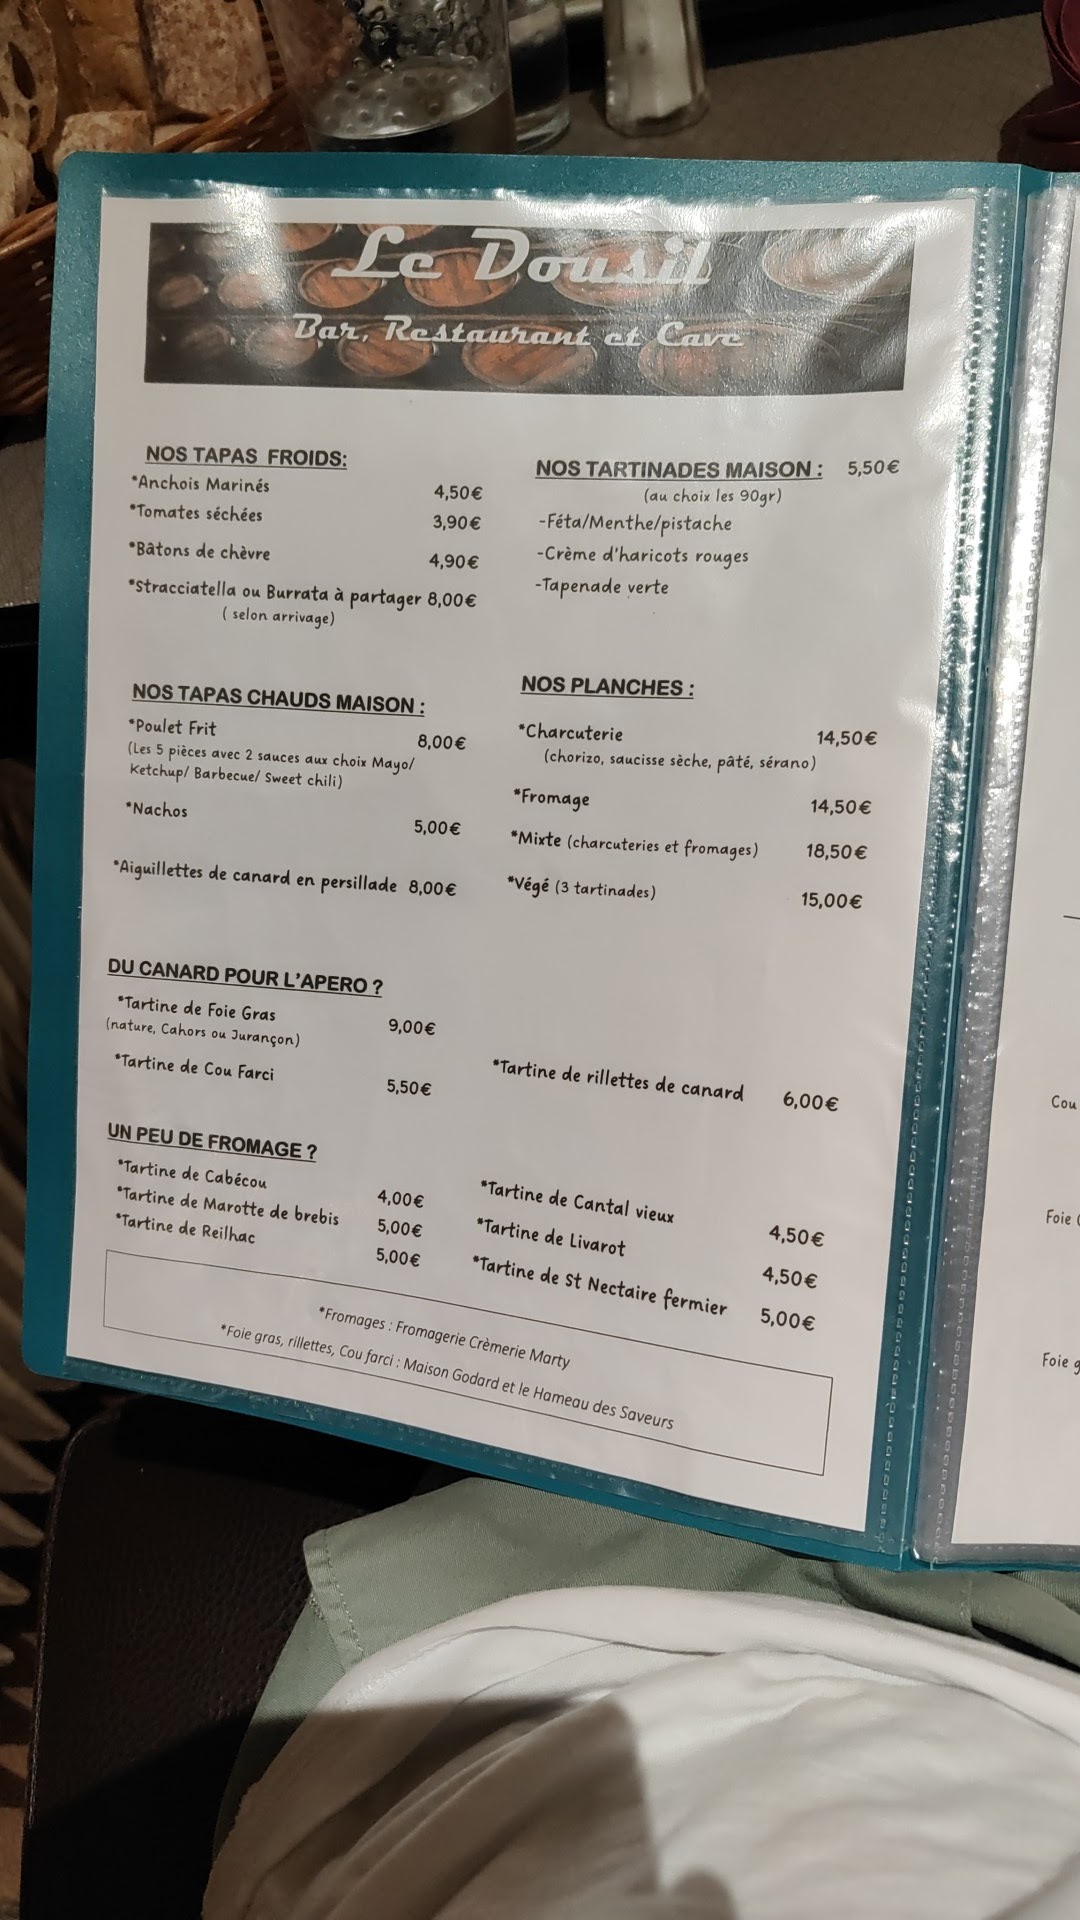 Le Dousil
Bar, Restaurant et Cave
NOS TAPAS FROIDS:
*Anchois Marinés 4,50€
*Tomates séchées 3,90€
*Bâtons de chèvre 4,90€
*Stracciatella ou Burrata à partager 8,00€
( selon arrivage)
NOS TARTINADES MAISON : 5,50€
(au choix les 90gr)
-Féta/Menthe/pistache
-Crème d'haricots rouges
-Tapenade verte
NOS TAPAS CHAUDS MAISON :
*Poulet Frit 8,00€
(Les 5 pièces avec 2 sauces aux choix Mayo/
Ketchup/ Barbecue/ Sweet chili)
*Nachos 5,00€
*Aiguillettes de canard en persillade 8,00€
NOS PLANCHES :
*Charcuterie 14,50€
(chorizo, saucisse sèche, pâté, sérano)
*Fromage 14,50€
*Mixte (charcuteries et fromages) 18,50€
*Végé (3 tartinades) 15,00€
DU CANARD POUR L'APERO ?
*Tartine de Foie Gras 9,00€
(nature, Cahors ou Jurançon)
*Tartine de Cou Farci 5,50€
*Tartine de rillettes de canard 6,00€
UN PEU DE FROMAGE ?
*Tartine de Cabécou 4,00€
*Tartine de Marotte de brebis 5,00€
*Tartine de Reilhac 5,00€
*Tartine de Cantal vieux 4,50€
*Tartine de Livarot 4,50€
*Tartine de St Nectaire fermier 5,00€
*Fromages : Fromagerie Crèmerie Marty
*Foie gras, rillettes, Cou farci : Maison Godard et le Hameau des Saveurs
Cou
Foie
Foie